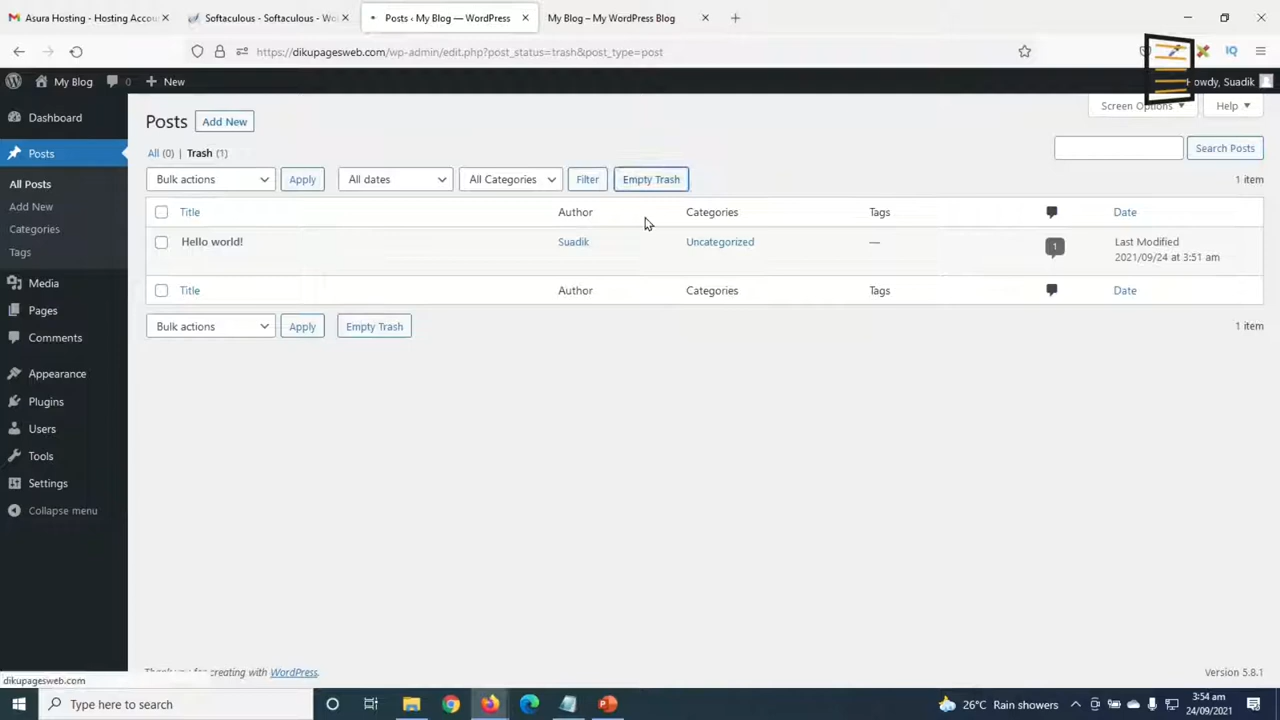 Asura Hosting - Hosting Accou
Softaculous - Softaculous - Wo
Posts ‹ My Blog — WordPress
My Blog – My WordPress Blog
https://dikupagesweb.com/wp-admin/edit.php?post_status=trash&post_type=post
IQ
My Blog
0
New
owdy, Suadik
Dashboard
Posts
All Posts
Add New
Categories
Tags
Media
Pages
Comments
Appearance
Plugins
Users
Tools
Settings
Collapse menu
Posts Add New
Screen Options
Help
All (0) | Trash (1)
Search Posts
Bulk actions Apply All dates All Categories Filter Empty Trash 1 item
Title Author Categories Tags Date
Hello world! Suadik Uncategorized — 1 Last Modified
2021/09/24 at 3:51 am
Title Author Categories Tags Date
Bulk actions Apply Empty Trash 1 item
creating with WordPress.
Version 5.8.1
dikupagesweb.com
Type here to search
26°C Rain showers
3:54 am
24/09/2021